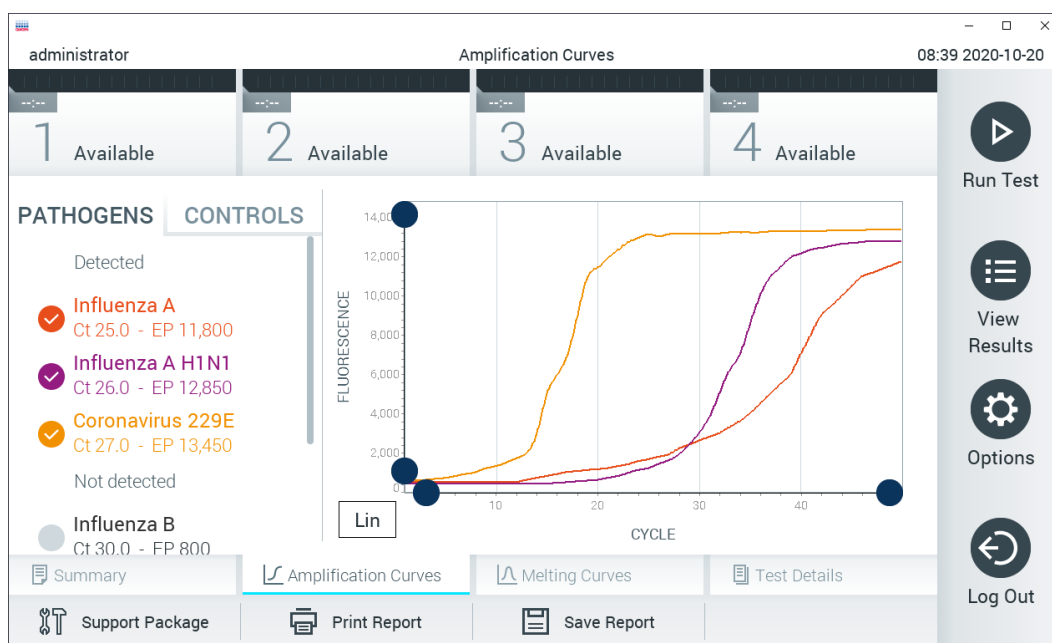 administrator
Amplification Curves
08:39 2020-10-20
--:--
--:--
--:--
--:--
1 Available
2 Available
3 Available
4 Available
Run Test
PATHOGENS
CONTROLS
Detected
Influenza A
Ct 25.0 - EP 11,800
Influenza A H1N1
Ct 26.0 - EP 12,850
Coronavirus 229E
Ct 27.0 - EP 13,450
Not detected
Influenza B
Ct 30.0 - EP 800
FLUORESCENCE
14,000
12,000
10,000
8,000
6,000
4,000
2,000
0
10
20
30
40
CYCLE
Lin
View
Results
Options
Log Out
Summary
Amplification Curves
Melting Curves
Test Details
Support Package
Print Report
Save Report